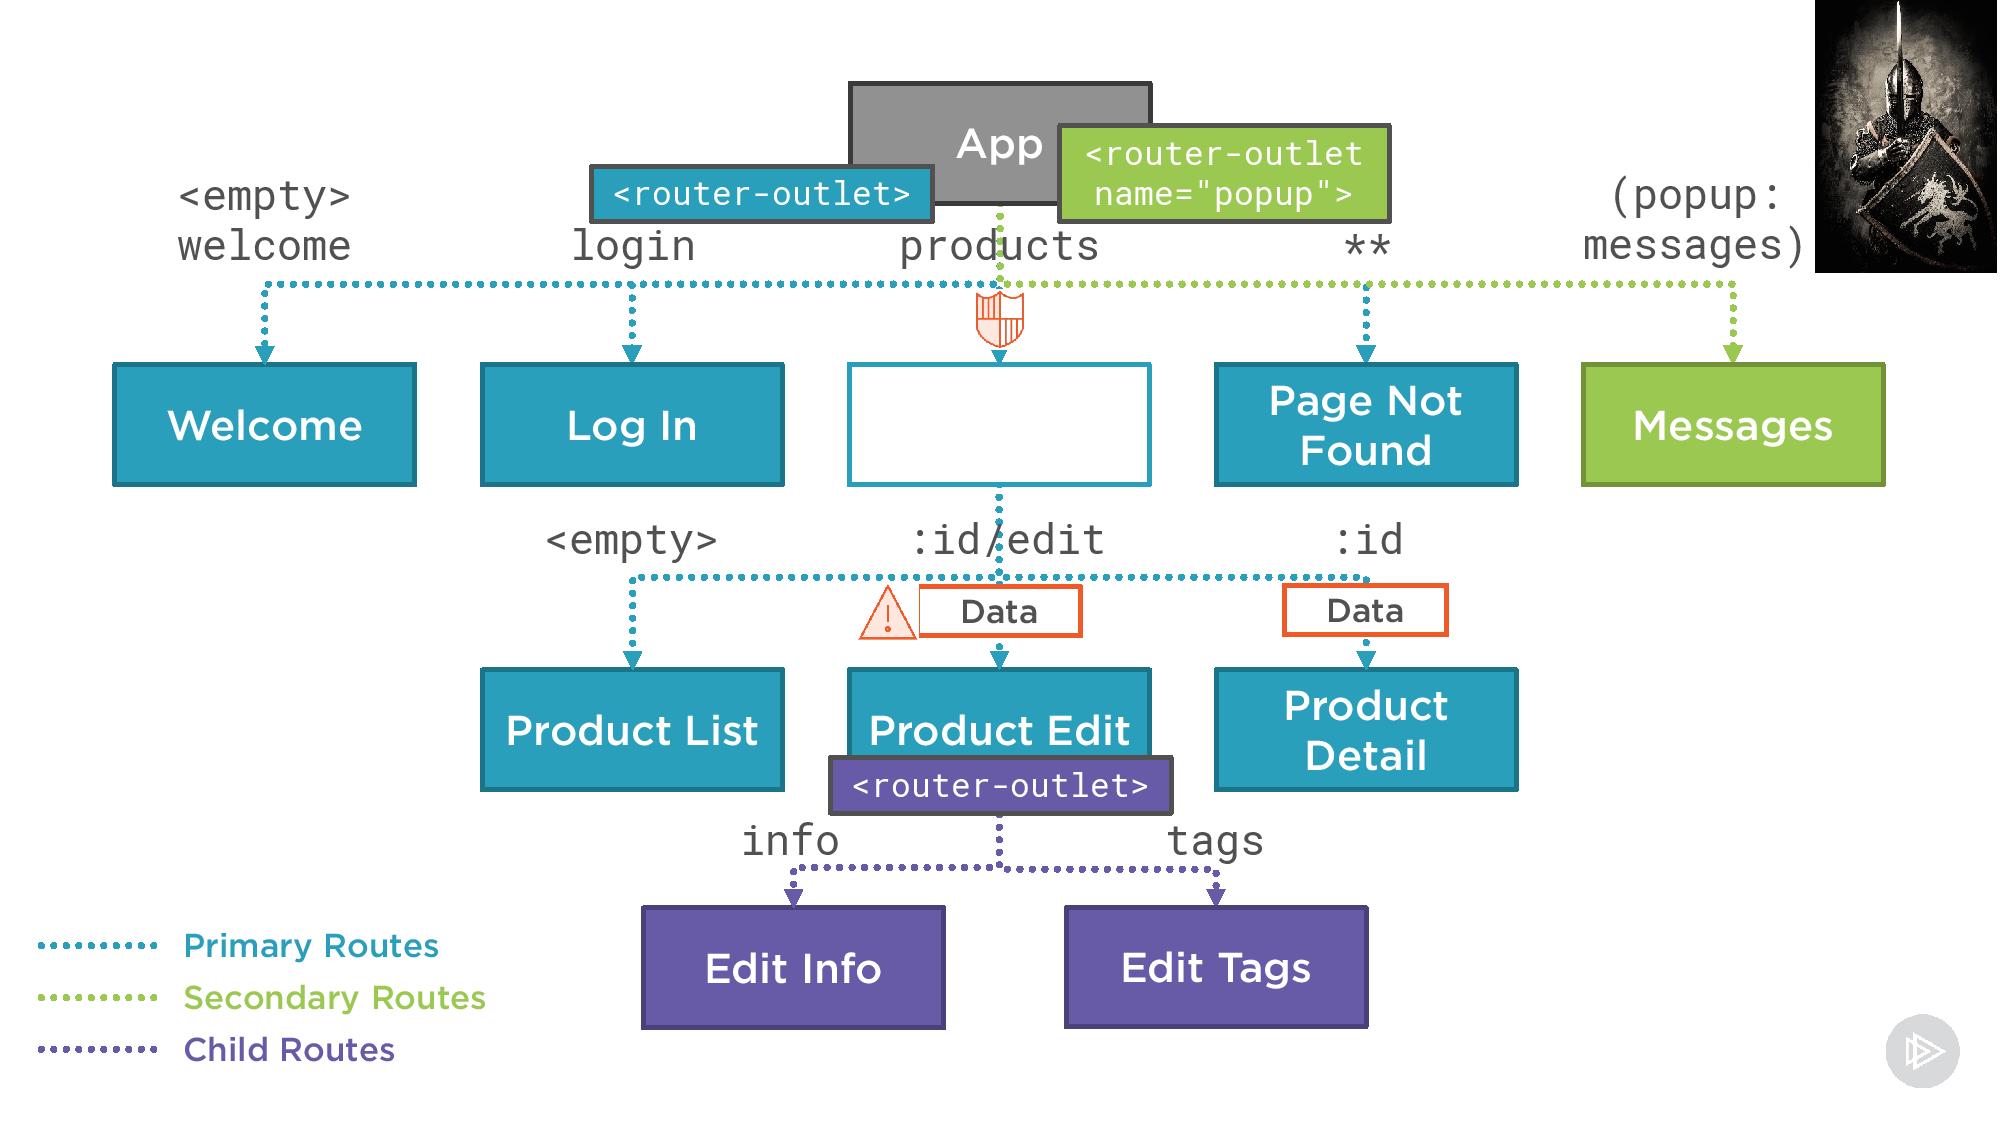 App
<router-outlet
name="popup">
<router-outlet>
<empty>
welcome
login
products
**
(popup:
messages)
Welcome
Log In
Page Not
Found
Messages
<empty>
:id/edit
:id
!
Data
Data
Product List
Product Edit
Product
Detail
<router-outlet>
info
tags
Edit Info
Edit Tags
Primary Routes
Secondary Routes
Child Routes